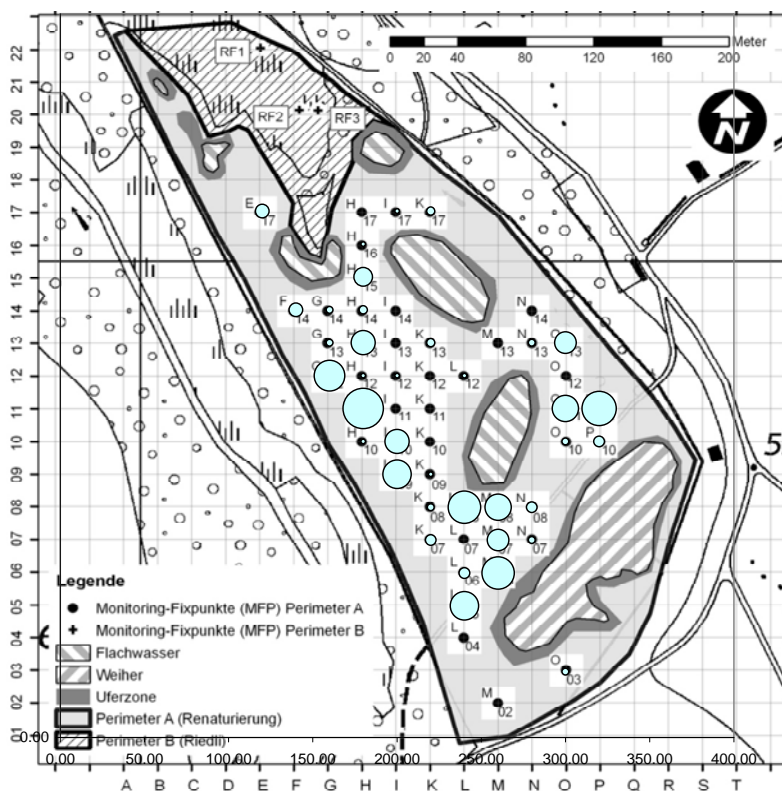 22
21
20
19
18
17
16
15
14
13
12
11
10
09
08
07
06
05
04
03
02
01
RF1
RF2
RF3
0 20 40 80 120 160 200 Meter
N
E 17
H 17
I 17
K 17
H 16
H 15
F 14
G 14
H 14
I 14
N 14
G 13
H 13
I 13
K 13
M 13
N 13
O 13
H 12
I 12
K 12
L 12
O 12
I 11
K 11
H 10
K 10
O 10
P 10
K 09
K 08
N 08
K 07
L 07
M 07
N 07
L 06
L 04
O 03
M 02
5
Legende
Monitoring-Fixpunkte (MFP) Perimeter A
Monitoring-Fixpunkte (MFP) Perimeter B
Flachwasser
Weiher
Uferzone
Perimeter A (Renaturierung)
Perimeter B (Riedli)
0.00
0.00 50.00 100.00 150.00 200.00 250.00 300.00 350.00 400.00
A B C D E F G H I K L M N O P Q R S T